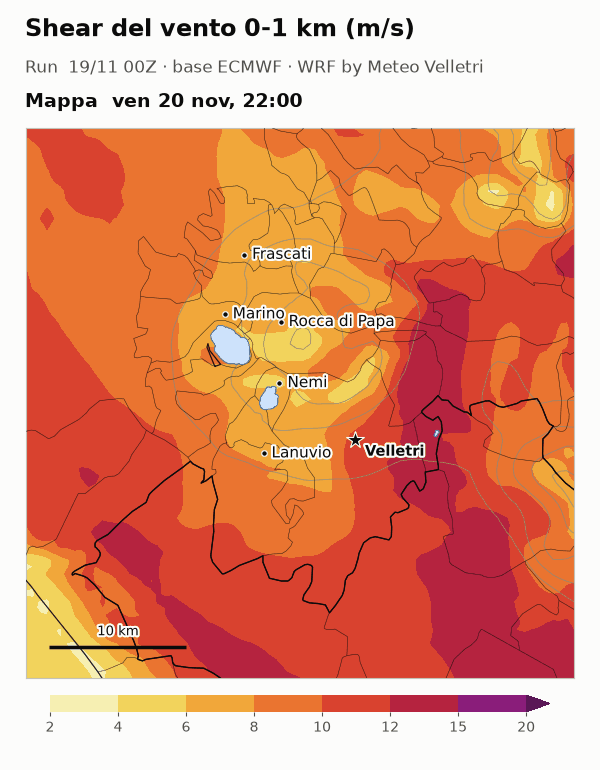 Shear del vento 0-1 km (m/s)
Run  19/11 00Z · base ECMWF · WRF by Meteo Velletri
Mappa  ven 20 nov, 22:00
Frascati
Marino
Rocca di Papa
Nemi
Lanuvio
Velletri
10 km
2 4 6 8 10 12 15 20